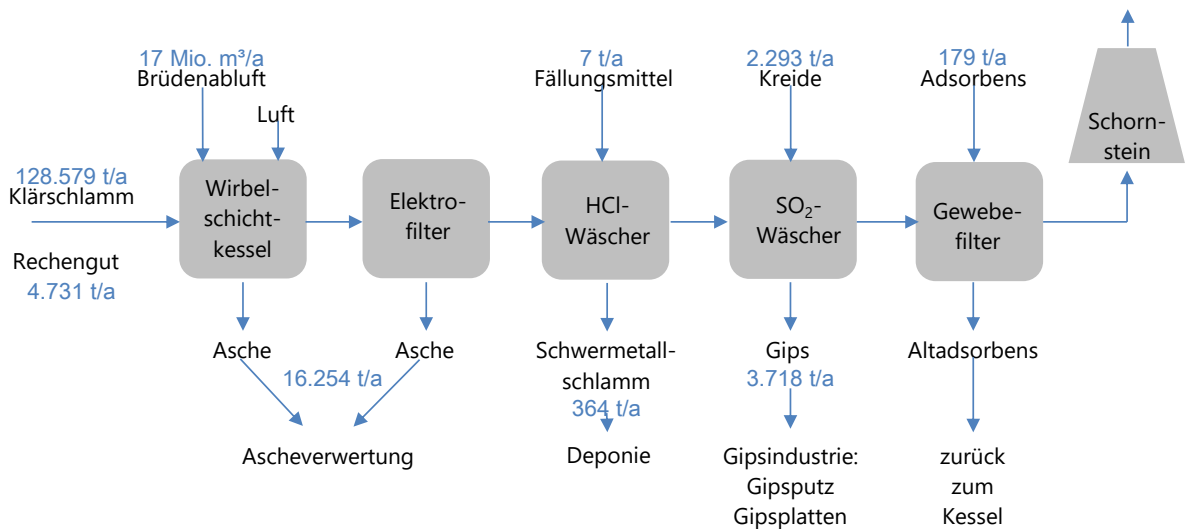 17 Mio. m³/a
Brüdenabluft
Luft
7 t/a
Fällungsmittel
2.293 t/a
Kreide
179 t/a
Adsorbens
Schorn-
stein
128.579 t/a
Klärschlamm
Rechengut
4.731 t/a
Wirbel-
schicht-
kessel
Elektro-
filter
HCl-
Wäscher
SO₂-
Wäscher
Gewebe-
filter
Asche
Asche
16.254 t/a
Ascheverwertung
Schwermetall-
schlamm
364 t/a
Deponie
Gips
3.718 t/a
Gipsindustrie:
Gipsputz
Gipsplatten
Altadsorbens
zurück
zum
Kessel